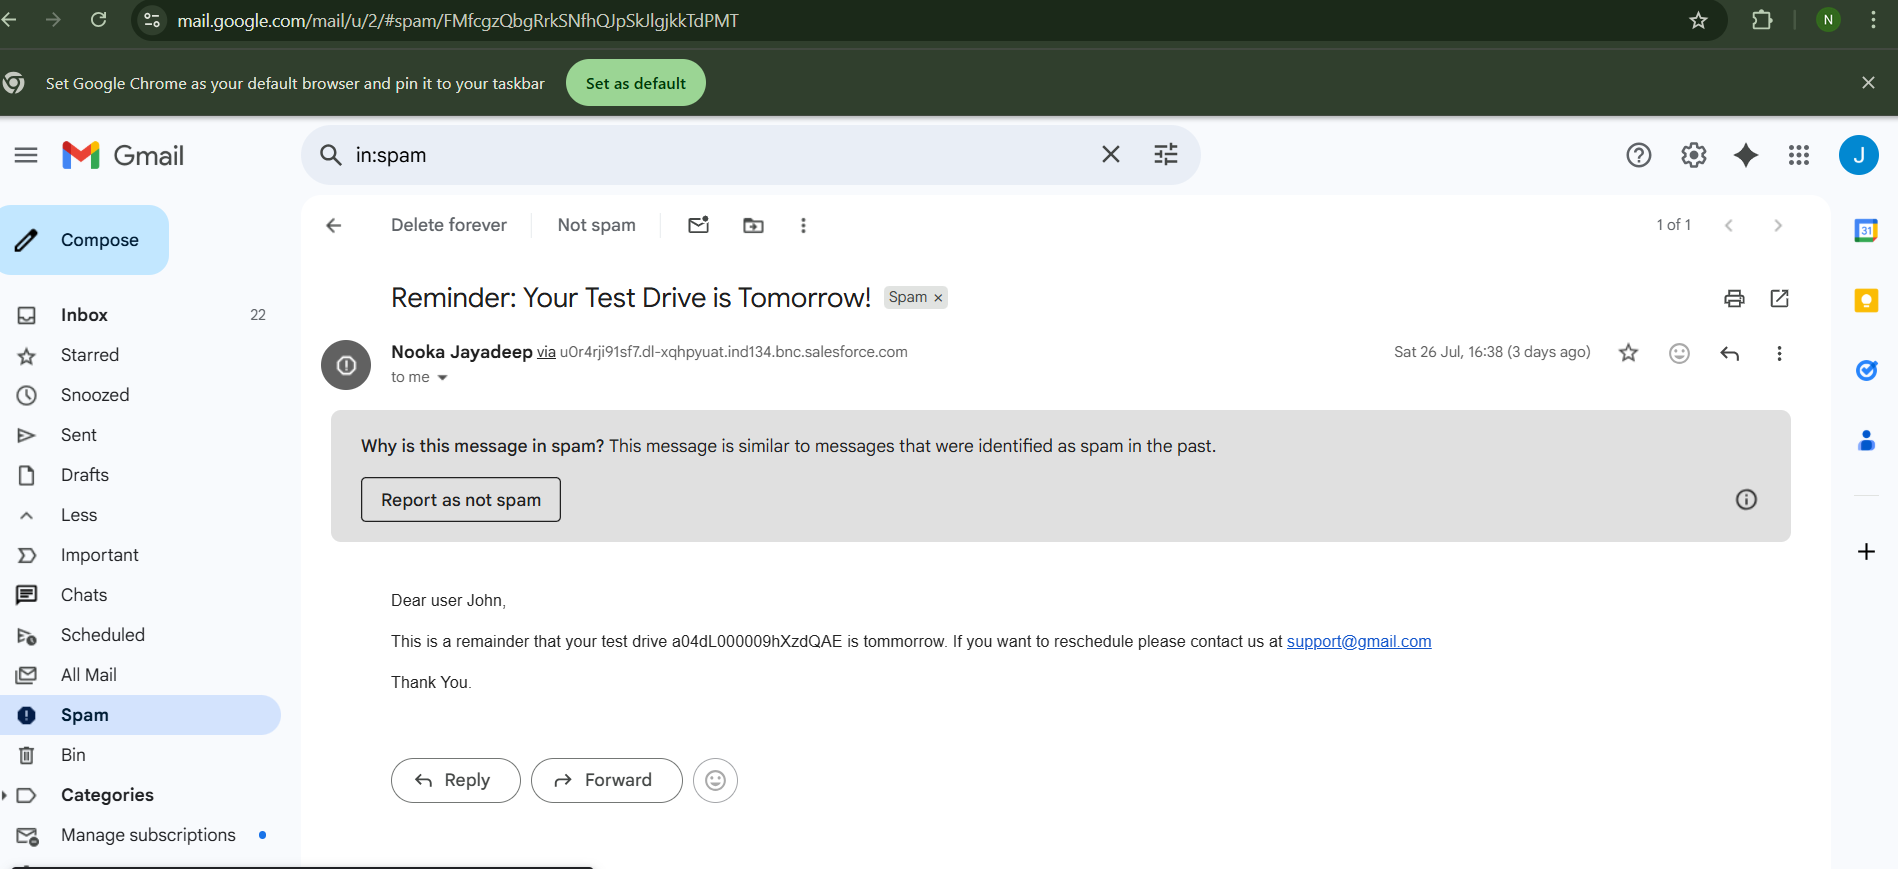 mail.google.com/mail/u/2/#spam/FMfcgzQbgRrkSNfhQJpSkJlgjkkTdPMT
N
Set Google Chrome as your default browser and pin it to your taskbar
Set as default
Gmail
in:spam
J
Compose
Delete forever
Not spam
1 of 1
31
Reminder: Your Test Drive is Tomorrow!
Spam ×
Inbox 22
Starred
Snoozed
Sent
Drafts
Less
Important
Chats
Scheduled
All Mail
Spam
Bin
Categories
Manage subscriptions
Nooka Jayadeep via u0r4rji91sf7.dl-xqhpyuat.ind134.bnc.salesforce.com
Sat 26 Jul, 16:38 (3 days ago)
to me
Why is this message in spam? This message is similar to messages that were identified as spam in the past.
Report as not spam
Dear user John,
This is a remainder that your test drive a04dL000009hXzdQAE is tommorrow. If you want to reschedule please contact us at support@gmail.com
Thank You.
Reply
Forward